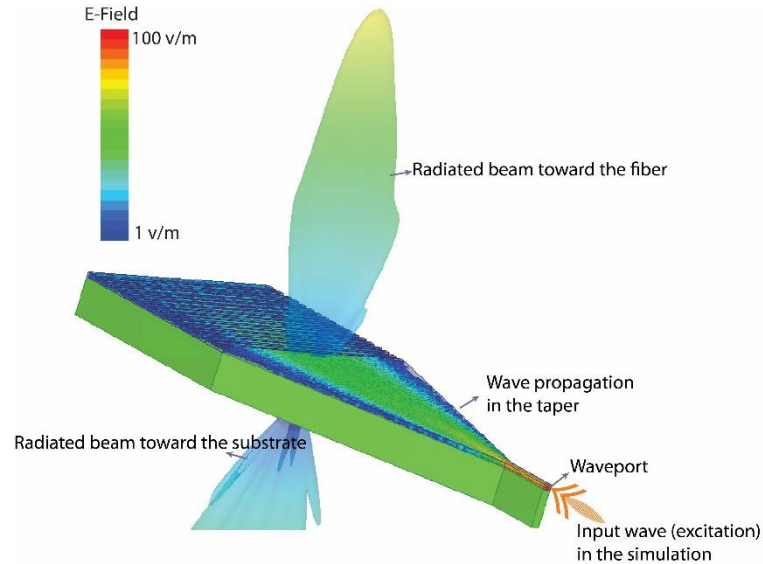 E-Field
100 v/m
1 v/m
Radiated beam toward the fiber
Wave propagation
in the taper
Radiated beam toward the substrate
Waveport
Input wave (excitation)
in the simulation